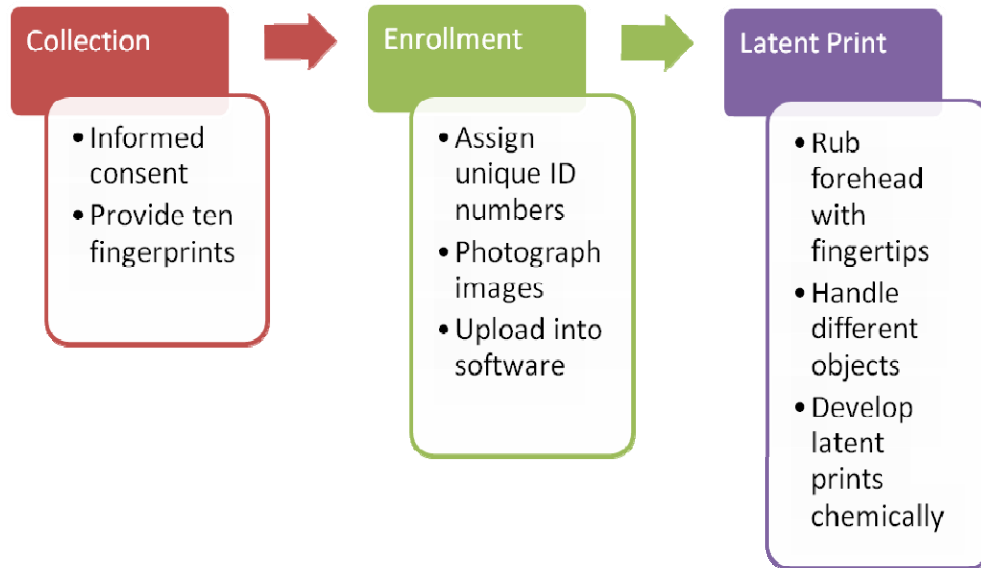 Collection
• Informed
consent
• Provide ten
fingerprints
Enrollment
• Assign
unique ID
numbers
• Photograph
images
• Upload into
software
Latent Print
• Rub
forehead
with
fingertips
• Handle
different
objects
• Develop
latent
prints
chemically